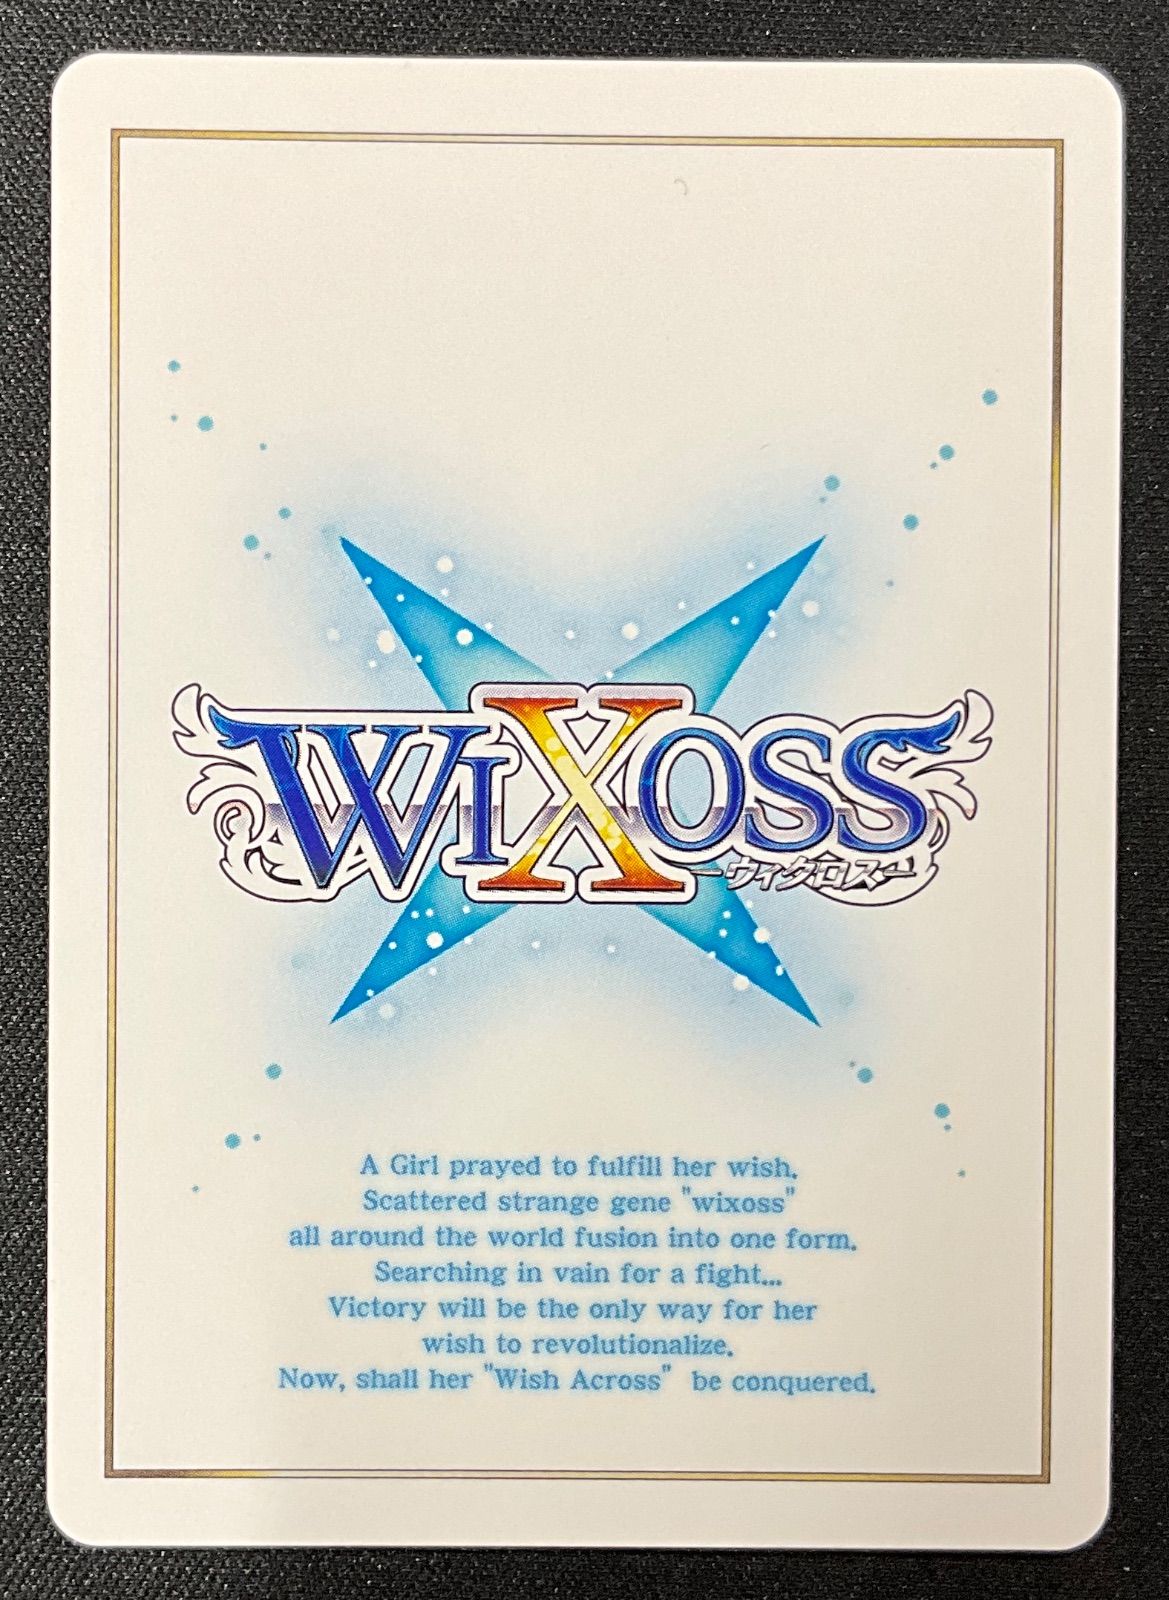 WIXOSS
－ウィクロス－
A Girl prayed to fulfill her wish.
Scattered strange gene "wixoss"
all around the world fusion into one form.
Searching in vain for a fight...
Victory will be the only way for her
wish to revolutionalize.
Now, shall her "Wish Across" be conquered.